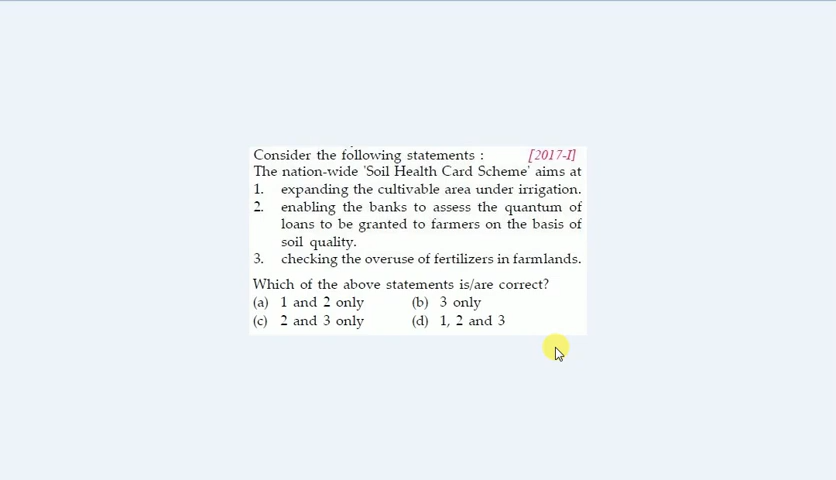 Consider the following statements : [2017-I]
The nation-wide 'Soil Health Card Scheme' aims at
1. expanding the cultivable area under irrigation.
2. enabling the banks to assess the quantum of
loans to be granted to farmers on the basis of
soil quality.
3. checking the overuse of fertilizers in farmlands.
Which of the above statements is/are correct?
(a) 1 and 2 only (b) 3 only
(c) 2 and 3 only (d) 1, 2 and 3